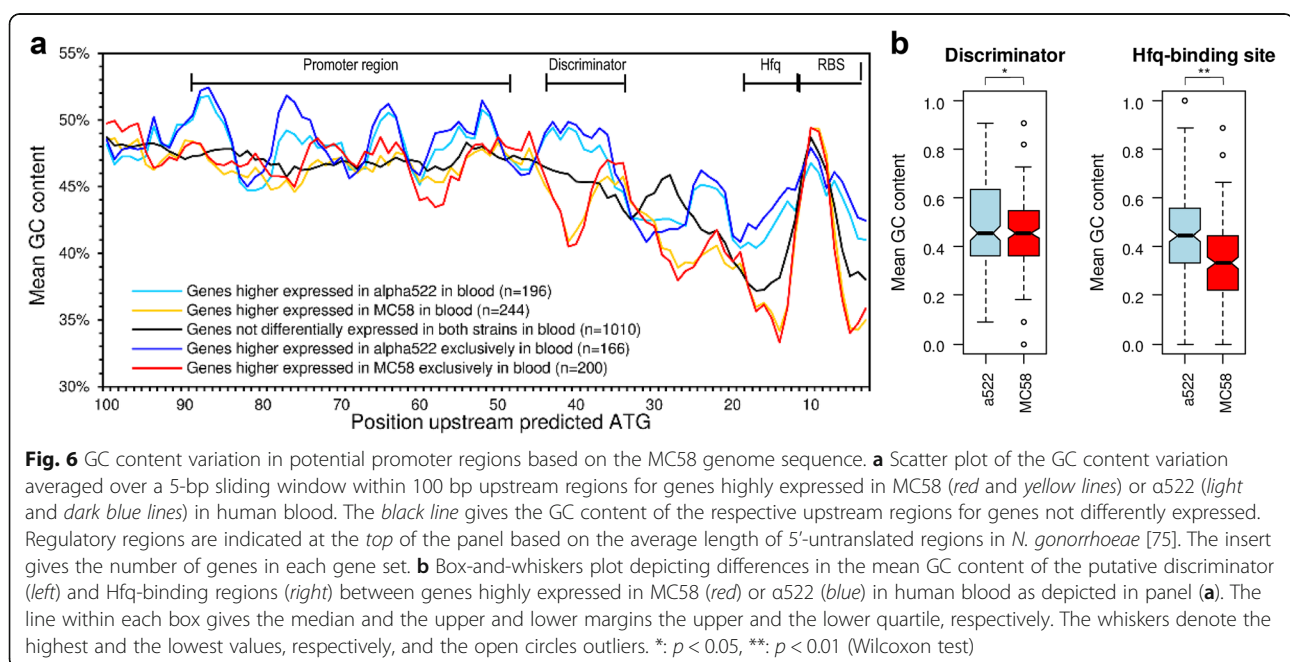 a
55%
50%
45%
40%
35%
30%
Mean GC content
Promoter region
Discriminator
Hfq
RBS
Genes higher expressed in alpha522 in blood (n=196)
Genes higher expressed in MC58 in blood (n=244)
Genes not differentially expressed in both strains in blood (n=1010)
Genes higher expressed in alpha522 exclusively in blood (n=166)
Genes higher expressed in MC58 exclusively in blood (n=200)
100 90 80 70 60 50 40 30 20 10
Position upstream predicted ATG
b
Discriminator
*
1.0
0.8
0.6
0.4
0.2
0.0
Mean GC content
a522
MC58
Hfq-binding site
**
1.0
0.8
0.6
0.4
0.2
0.0
Mean GC content
a522
MC58
Fig. 6 GC content variation in potential promoter regions based on the MC58 genome sequence. a Scatter plot of the GC content variation
averaged over a 5-bp sliding window within 100 bp upstream regions for genes highly expressed in MC58 (red and yellow lines) or α522 (light
and dark blue lines) in human blood. The black line gives the GC content of the respective upstream regions for genes not differently expressed.
Regulatory regions are indicated at the top of the panel based on the average length of 5′-untranslated regions in N. gonorrhoeae [75]. The insert
gives the number of genes in each gene set. b Box-and-whiskers plot depicting differences in the mean GC content of the putative discriminator
(left) and Hfq-binding regions (right) between genes highly expressed in MC58 (red) or α522 (blue) in human blood as depicted in panel (a). The
line within each box gives the median and the upper and lower margins the upper and the lower quartile, respectively. The whiskers denote the
highest and the lowest values, respectively, and the open circles outliers. *: p < 0.05, **: p < 0.01 (Wilcoxon test)